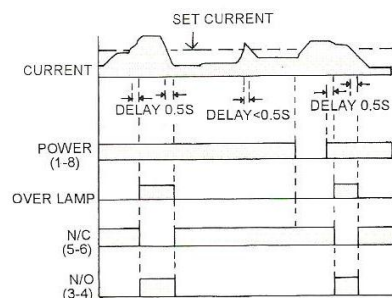 SET CURRENT
CURRENT
DELAY 0.5S
DELAY<0.5S
DELAY 0.5S
POWER
(1-8)
OVER LAMP
N/C
(5-6)
N/O
(3-4)